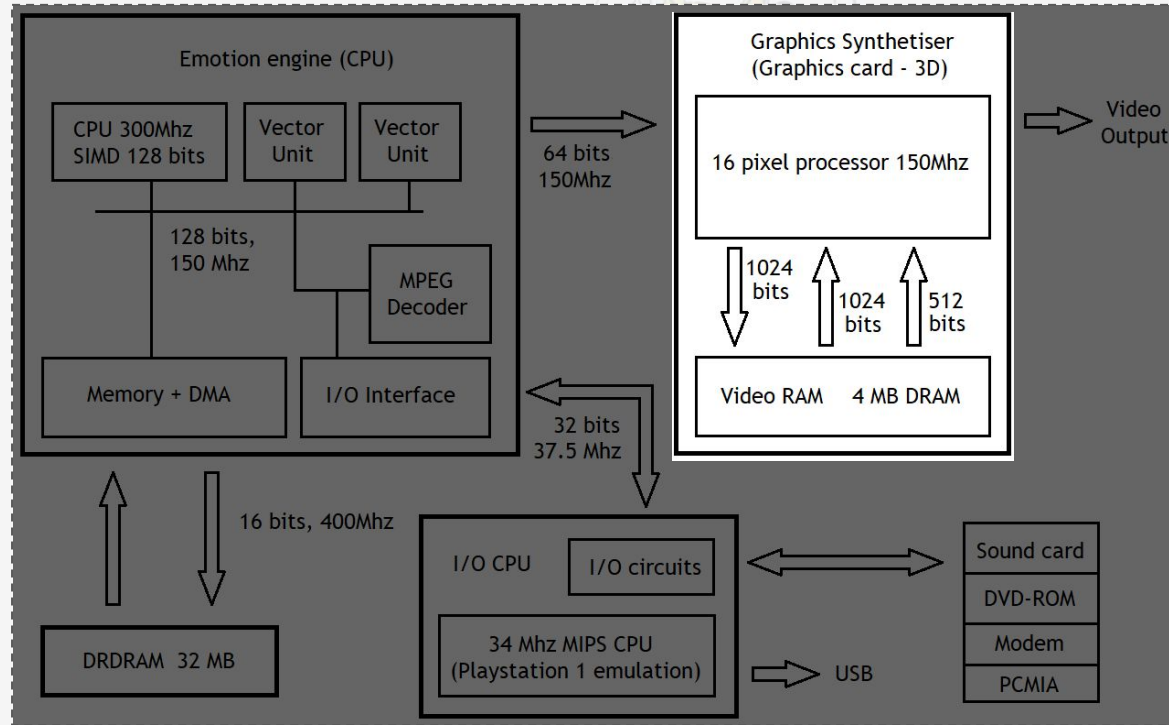 Emotion engine (CPU)
CPU 300Mhz
SIMD 128 bits
Vector
Unit
Vector
Unit
128 bits,
150 Mhz
MPEG
Decoder
Memory + DMA
I/O Interface
64 bits
150Mhz
Graphics Synthetiser
(Graphics card - 3D)
16 pixel processor 150Mhz
1024
bits
1024
bits
512
bits
Video RAM 4 MB DRAM
Video
Output
32 bits
37.5 Mhz
16 bits, 400Mhz
DRDRAM 32 MB
I/O CPU
I/O circuits
34 Mhz MIPS CPU
(Playstation 1 emulation)
USB
Sound card
DVD-ROM
Modem
PCMIA